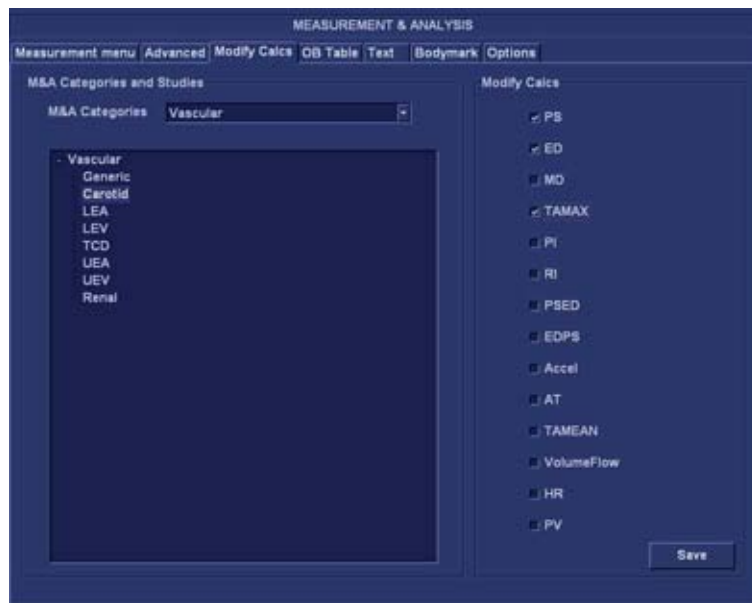 MEASUREMENT & ANALYSIS
Measurement menu Advanced Modify Calcs OB Table Text Bodymark Options
M&A Categories and Studies
M&A Categories Vascular
- Vascular
Generic
Carotid
LEA
LEV
TCD
UEA
UEV
Renal
Modify Calcs
PS
ED
MD
TAMAX
PI
RI
PSED
EDPS
Accel
AT
TAMEAN
VolumeFlow
HR
PV
Save